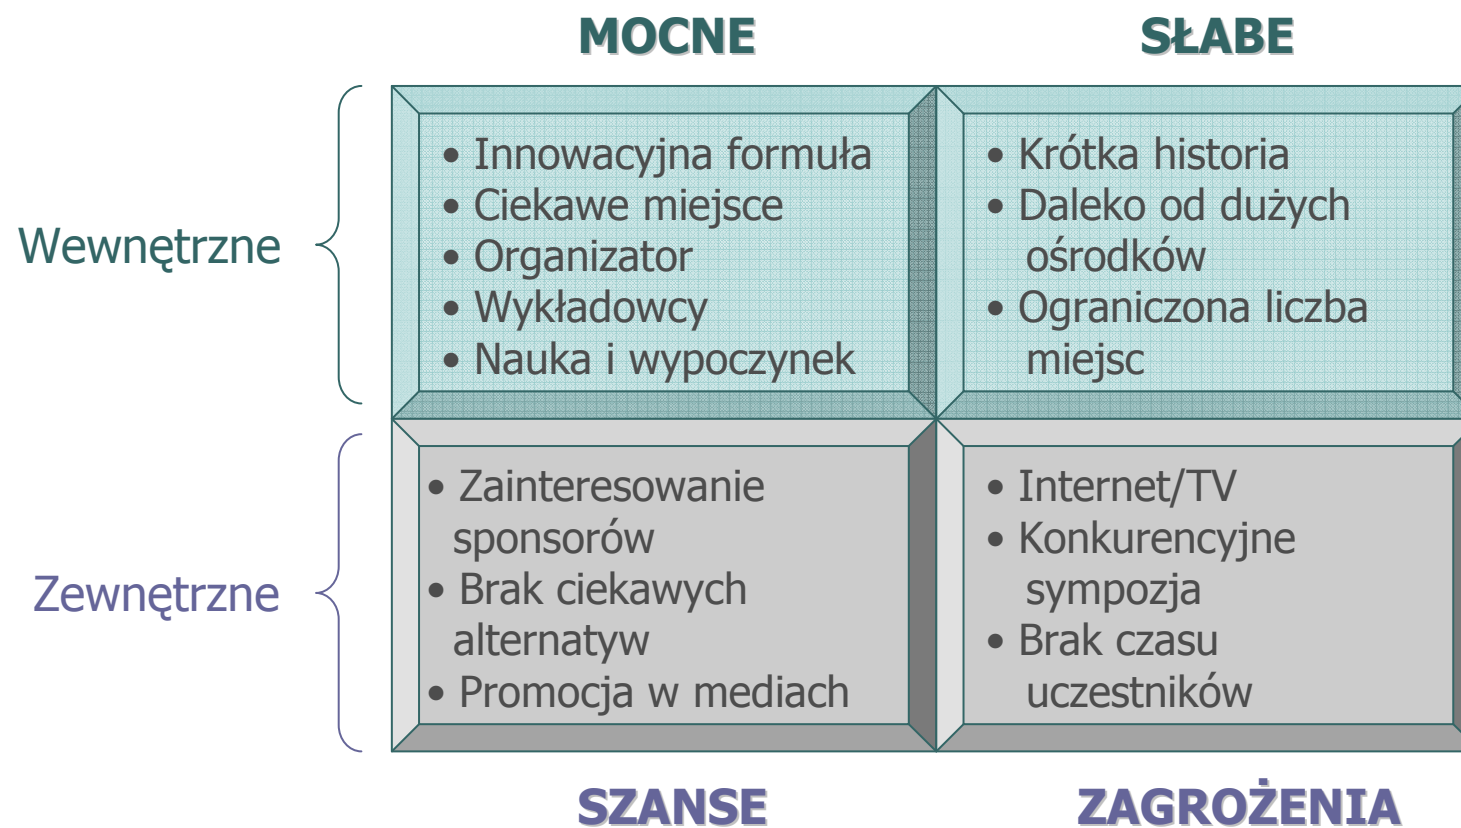 MOCNE
SŁABE
Wewnętrzne
• Innowacyjna formuła
• Ciekawe miejsce
• Organizator
• Wykładowcy
• Nauka i wypoczynek
• Krótka historia
• Daleko od dużych
ośrodków
• Ograniczona liczba
miejsc
Zewnętrzne
• Zainteresowanie
sponsorów
• Brak ciekawych
alternatyw
• Promocja w mediach
• Internet/TV
• Konkurencyjne
sympozja
• Brak czasu
uczestników
SZANSE
ZAGROŻENIA